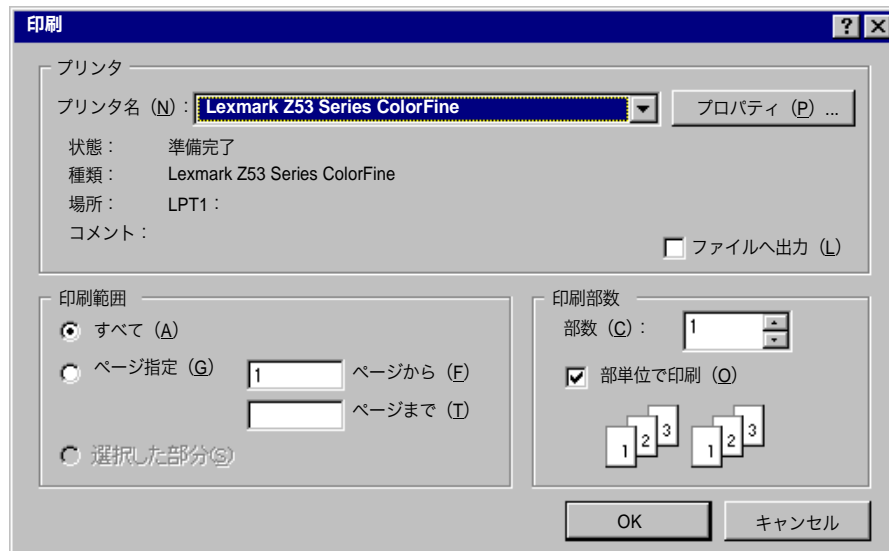 印刷
プリンタ
プリンタ名（N）： Lexmark Z53 Series ColorFine プロパティ（P）...
状態： 準備完了
種類： Lexmark Z53 Series ColorFine
場所： LPT1：
コメント：
ファイルへ出力（L）
印刷範囲
すべて（A）
ページ指定（G） 1 ページから（F）
ページまで（T）
選択した部分(S)
印刷部数
部数（C）： 1
部単位で印刷（O）
1 2 3 1 2 3
OK キャンセル